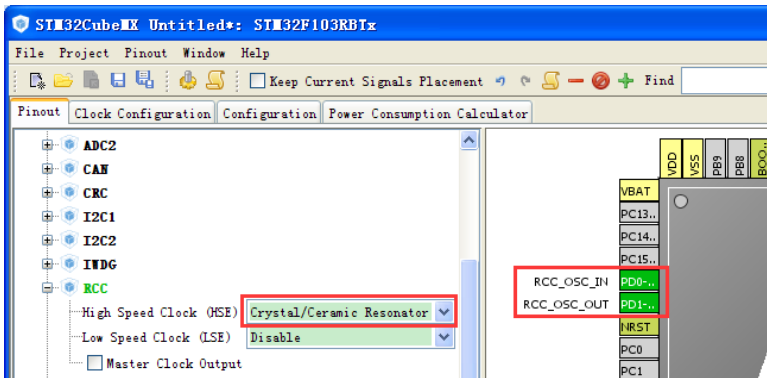 STM32CubeMX Untitled*: STM32F103RBTx
File Project Pinout Window Help
Keep Current Signals Placement Find
Pinout Clock Configuration Configuration Power Consumption Calculator
ADC2
CAN
CRC
I2C1
I2C2
IWDG
RCC
High Speed Clock (HSE) Crystal/Ceramic Resonator
Low Speed Clock (LSE) Disable
Master Clock Output
VDD
VSS
PB9
PB8
BOO..
VBAT
PC13..
PC14..
PC15..
RCC_OSC_IN PD0-..
RCC_OSC_OUT PD1-..
NRST
PC0
PC1